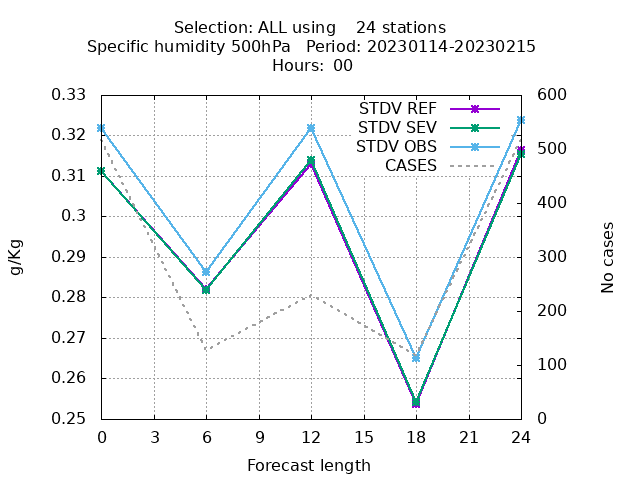 Selection: ALL using    24 stations
Specific humidity 500hPa   Period: 20230114-20230215
Hours:  00
STDV REF
STDV SEV
STDV OBS
CASES
g/Kg
0.33
0.32
0.31
0.3
0.29
0.28
0.27
0.26
0.25
600
500
400
300
200
100
0
No cases
0 3 6 9 12 15 18 21 24
Forecast length